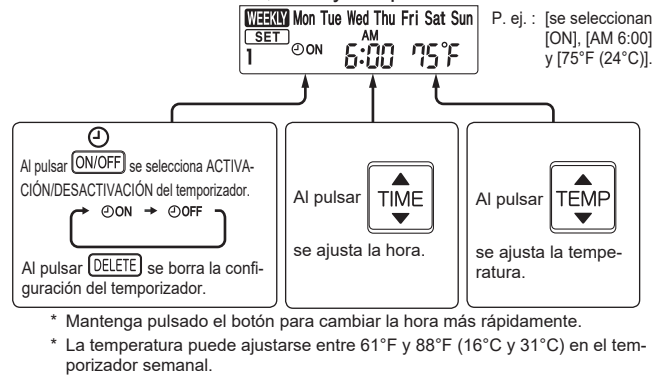 WEEKLY Mon Tue Wed Thu Fri Sat Sun
SET
1
ON
AM
6:00
75°F
P. ej. : [se seleccionan
[ON], [AM 6:00]
y [75°F (24°C)].
Al pulsar ON/OFF se selecciona ACTIVA-
CIÓN/DESACTIVACIÓN del temporizador.
ON → OFF
Al pulsar DELETE se borra la confi-
guración del temporizador.
Al pulsar TIME
se ajusta la hora.
Al pulsar TEMP
se ajusta la tempe-
ratura.
* Mantenga pulsado el botón para cambiar la hora más rápidamente.
* La temperatura puede ajustarse entre 61°F y 88°F (16°C y 31°C) en el tem-
porizador semanal.